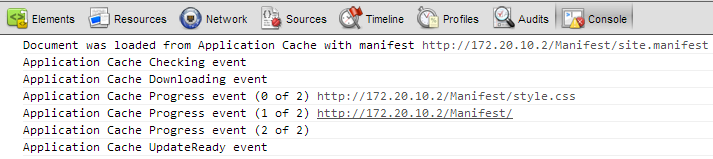 Elements Resources Network Sources Timeline Profiles Audits Console
Document was loaded from Application Cache with manifest http://172.20.10.2/Manifest/site.manifest
Application Cache Checking event
Application Cache Downloading event
Application Cache Progress event (0 of 2) http://172.20.10.2/Manifest/style.css
Application Cache Progress event (1 of 2) http://172.20.10.2/Manifest/
Application Cache Progress event (2 of 2)
Application Cache UpdateReady event